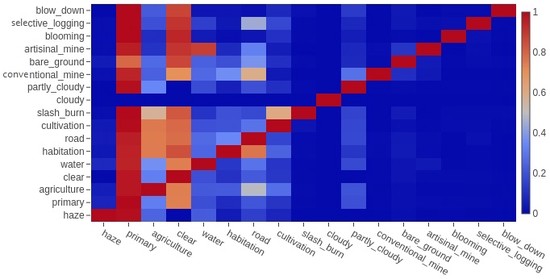 blow_down
selective_logging
blooming
artisinal_mine
bare_ground
conventional_mine
partly_cloudy
cloudy
slash_burn
cultivation
road
habitation
water
clear
agriculture
primary
haze
haze
primary
agriculture
clear
water
habitation
road
cultivation
slash_burn
cloudy
partly_cloudy
conventional_mine
bare_ground
artisinal_mine
blooming
selective_logging
blow_down
1
0.8
0.6
0.4
0.2
0